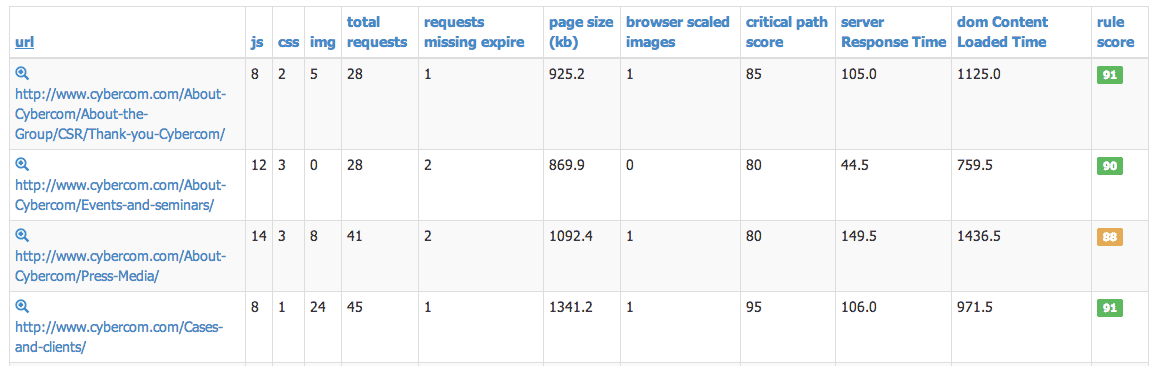 url js css img total requests requests missing expire page size (kb) browser scaled images critical path score server Response Time dom Content Loaded Time rule score
8 2 5 28 1 925.2 1 85 105.0 1125.0 91
http://www.cybercom.com/About-
Cybercom/About-the-
Group/CSR/Thank-you-Cybercom/
12 3 0 28 2 869.9 0 80 44.5 759.5 90
http://www.cybercom.com/About-
Cybercom/Events-and-seminars/
14 3 8 41 2 1092.4 1 80 149.5 1436.5 88
http://www.cybercom.com/About-
Cybercom/Press-Media/
8 1 24 45 1 1341.2 1 95 106.0 971.5 91
http://www.cybercom.com/Cases-
and-clients/